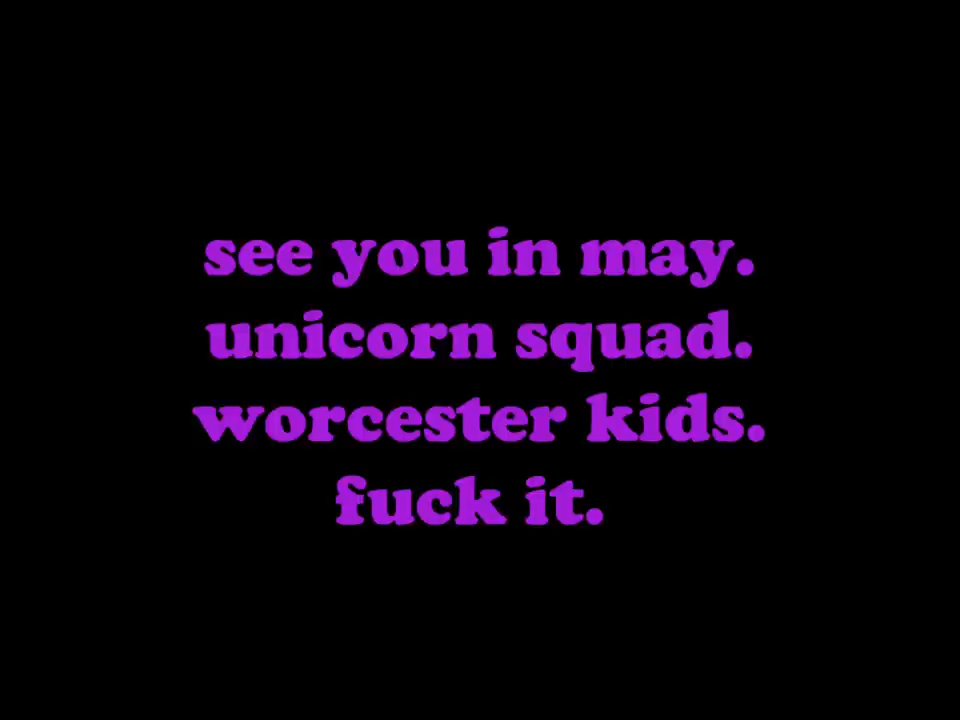 see you in may.
unicorn squad.
worcester kids.
fuck it.